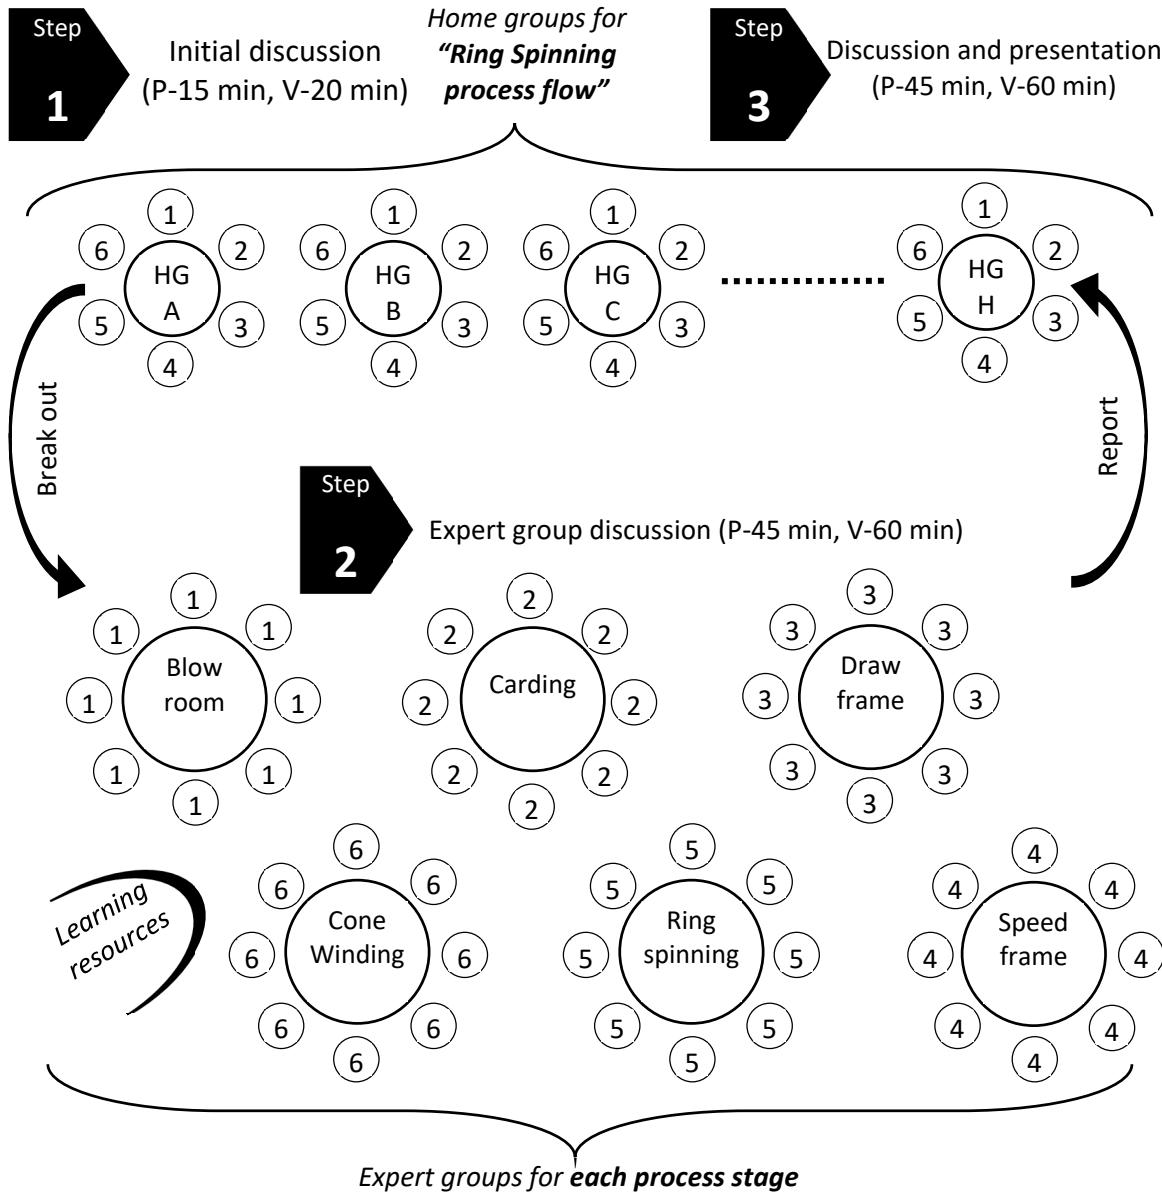 Step
1
Initial discussion
(P-15 min, V-20 min)
Home groups for
“Ring Spinning
process flow”
Step
3
Discussion and presentation
(P-45 min, V-60 min)
1
6
2
HG
A
5
3
4
1
6
2
HG
B
5
3
4
1
6
2
HG
C
5
3
4
1
6
2
HG
H
5
3
4
Break out
Report
Step
2
Expert group discussion (P-45 min, V-60 min)
1
1
1
Blow
room
1
1
1
1
1
2
2
2
Carding
2
2
2
2
2
3
3
3
Draw
frame
3
3
3
3
3
Learning
resources
6
6
6
Cone
Winding
6
6
6
6
6
5
5
5
Ring
spinning
5
5
5
5
5
4
4
4
Speed
frame
4
4
4
4
4
Expert groups for each process stage